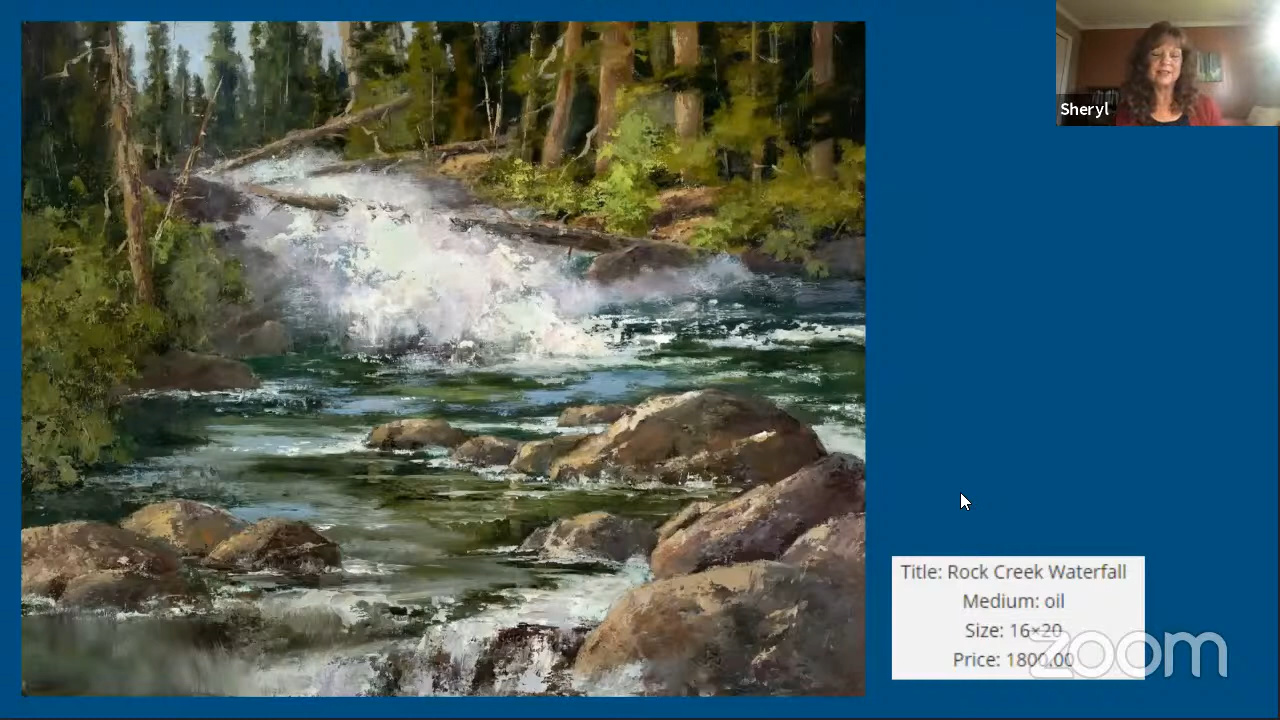 Sheryl
Title: Rock Creek Waterfall
Medium: oil
Size: 16×20
Price: 1800.00
zoom